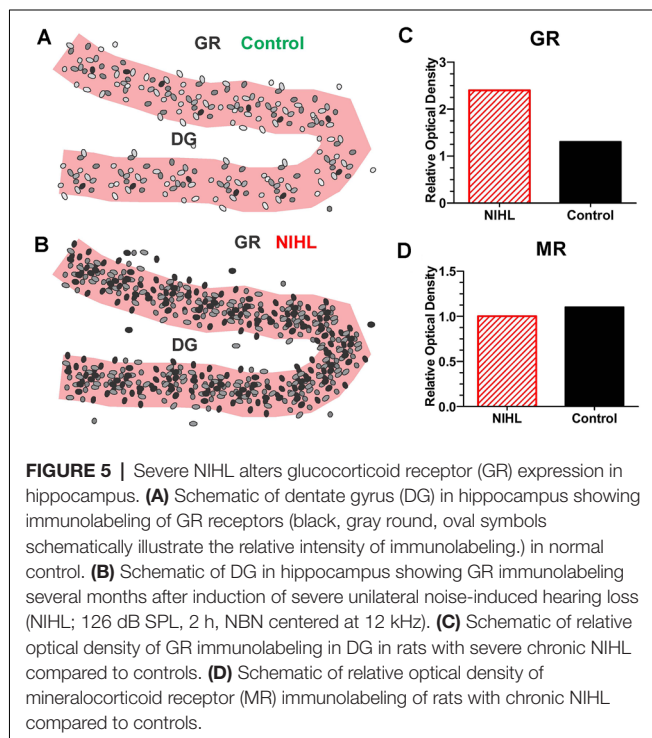 A
GR Control
DG
B
GR NIHL
DG
C
GR
Relative Optical Density
3
2
1
0
NIHL Control
D
MR
Relative Optical Density
1.5
1.0
0.5
0.0
NIHL Control
FIGURE 5 | Severe NIHL alters glucocorticoid receptor (GR) expression in
hippocampus. (A) Schematic of dentate gyrus (DG) in hippocampus showing
immunolabeling of GR receptors (black, gray round, oval symbols
schematically illustrate the relative intensity of immunolabeling.) in normal
control. (B) Schematic of DG in hippocampus showing GR immunolabeling
several months after induction of severe unilateral noise-induced hearing loss
(NIHL; 126 dB SPL, 2 h, NBN centered at 12 kHz). (C) Schematic of relative
optical density of GR immunolabeling in DG in rats with severe chronic NIHL
compared to controls. (D) Schematic of relative optical density of
mineralocorticoid receptor (MR) immunolabeling of rats with chronic NIHL
compared to controls.